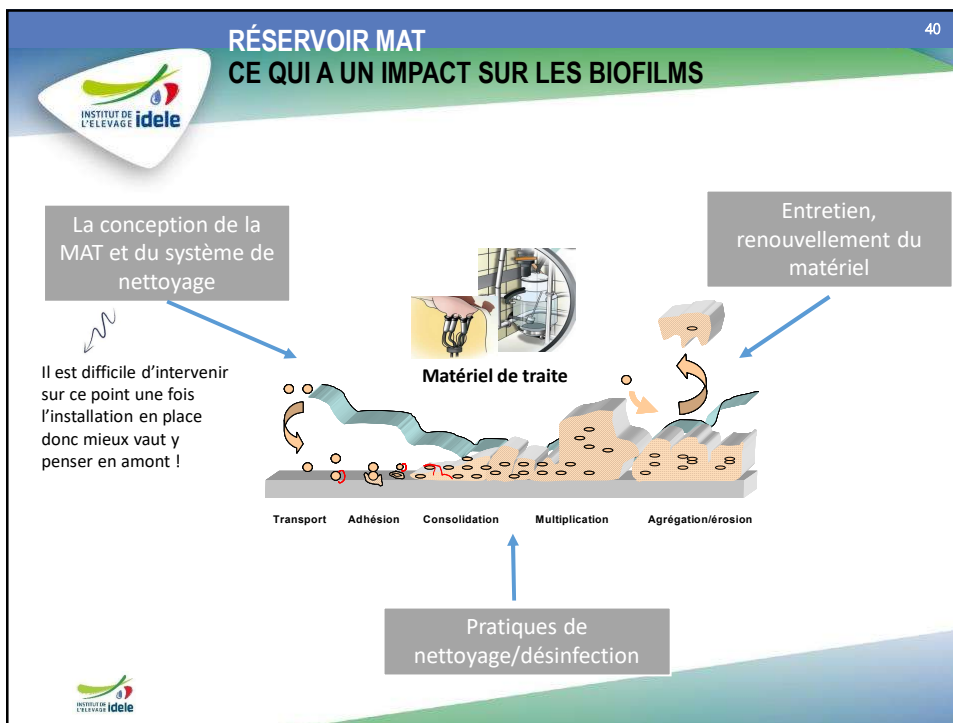 40
RÉSERVOIR MAT
CE QUI A UN IMPACT SUR LES BIOFILMS
INSTITUT DE
L'ELEVAGE idele
La conception de la
MAT et du système de
nettoyage
Entretien,
renouvellement du
matériel
Il est difficile d'intervenir
sur ce point une fois
l'installation en place
donc mieux vaut y
penser en amont !
Matériel de traite
Transport Adhésion Consolidation Multiplication Agrégation/érosion
Pratiques de
nettoyage/désinfection
INSTITUT DE
L'ELEVAGE idele